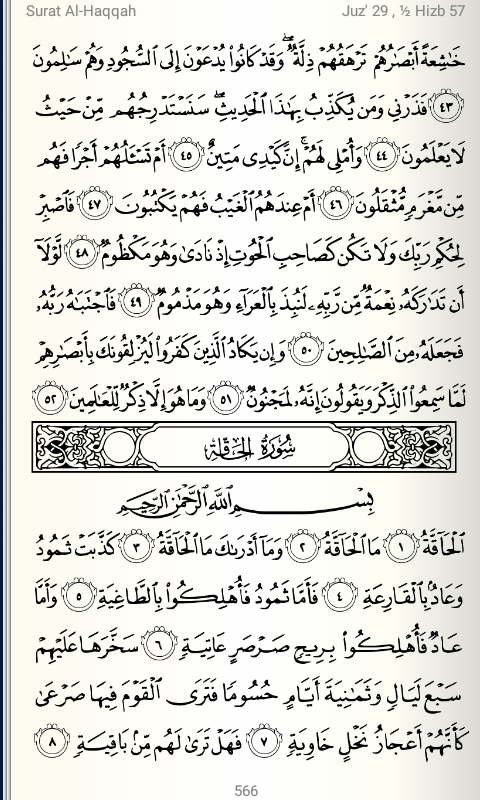 Surat Al-Haqqah Juz' 29 , ½ Hizb 57
خَٰشِعَةً أَبۡصَٰرُهُمۡ تَرۡهَقُهُمۡ ذِلَّةٞۖ وَقَدۡ كَانُواْ يُدۡعَوۡنَ إِلَى ٱلسُّجُودِ وَهُمۡ سَٰلِمُونَ
٤٣ فَذَرۡنِي وَمَن يُكَذِّبُ بِهَٰذَا ٱلۡحَدِيثِۖ سَنَسۡتَدۡرِجُهُم مِّنۡ حَيۡثُ
لَا يَعۡلَمُونَ ٤٤ وَأُمۡلِي لَهُمۡۚ إِنَّ كَيۡدِي مَتِينٌ ٤٥ أَمۡ تَسۡـَٔلُهُمۡ أَجۡرٗا فَهُم
مِّن مَّغۡرَمٖ مُّثۡقَلُونَ ٤٦ أَمۡ عِندَهُمُ ٱلۡغَيۡبُ فَهُمۡ يَكۡتُبُونَ ٤٧ فَٱصۡبِرۡ
لِحُكۡمِ رَبِّكَ وَلَا تَكُن كَصَاحِبِ ٱلۡحُوتِ إِذۡ نَادَىٰ وَهُوَ مَكۡظُومٞ ٤٨ لَّوۡلَآ
أَن تَدَٰرَكَهُۥ نِعۡمَةٞ مِّن رَّبِّهِۦ لَنُبِذَ بِٱلۡعَرَآءِ وَهُوَ مَذۡمُومٞ ٤٩ فَٱجۡتَبَٰهُ رَبُّهُۥ
فَجَعَلَهُۥ مِنَ ٱلصَّٰلِحِينَ ٥٠ وَإِن يَكَادُ ٱلَّذِينَ كَفَرُواْ لَيُزۡلِقُونَكَ بِأَبۡصَٰرِهِمۡ
لَمَّا سَمِعُواْ ٱلذِّكۡرَ وَيَقُولُونَ إِنَّهُۥ لَمَجۡنُونٞ ٥١ وَمَا هُوَ إِلَّا ذِكۡرٞ لِّلۡعَٰلَمِينَ ٥٢
سُورَةُ الحَاقَّة
بِسۡمِ ٱللَّهِ ٱلرَّحۡمَٰنِ ٱلرَّحِيمِ
ٱلۡحَآقَّةُ ١ مَا ٱلۡحَآقَّةُ ٢ وَمَآ أَدۡرَىٰكَ مَا ٱلۡحَآقَّةُ ٣ كَذَّبَتۡ ثَمُودُ
وَعَادُۢ بِٱلۡقَارِعَةِ ٤ فَأَمَّا ثَمُودُ فَأُهۡلِكُواْ بِٱلطَّاغِيَةِ ٥ وَأَمَّا
عَادٞ فَأُهۡلِكُواْ بِرِيحٖ صَرۡصَرٍ عَاتِيَةٖ ٦ سَخَّرَهَا عَلَيۡهِمۡ
سَبۡعَ لَيَالٖ وَثَمَٰنِيَةَ أَيَّامٍ حُسُومٗا فَتَرَى ٱلۡقَوۡمَ فِيهَا صَرۡعَىٰ
كَأَنَّهُمۡ أَعۡجَازُ نَخۡلٍ خَاوِيَةٖ ٧ فَهَلۡ تَرَىٰ لَهُم مِّنۢ بَاقِيَةٖ ٨
566